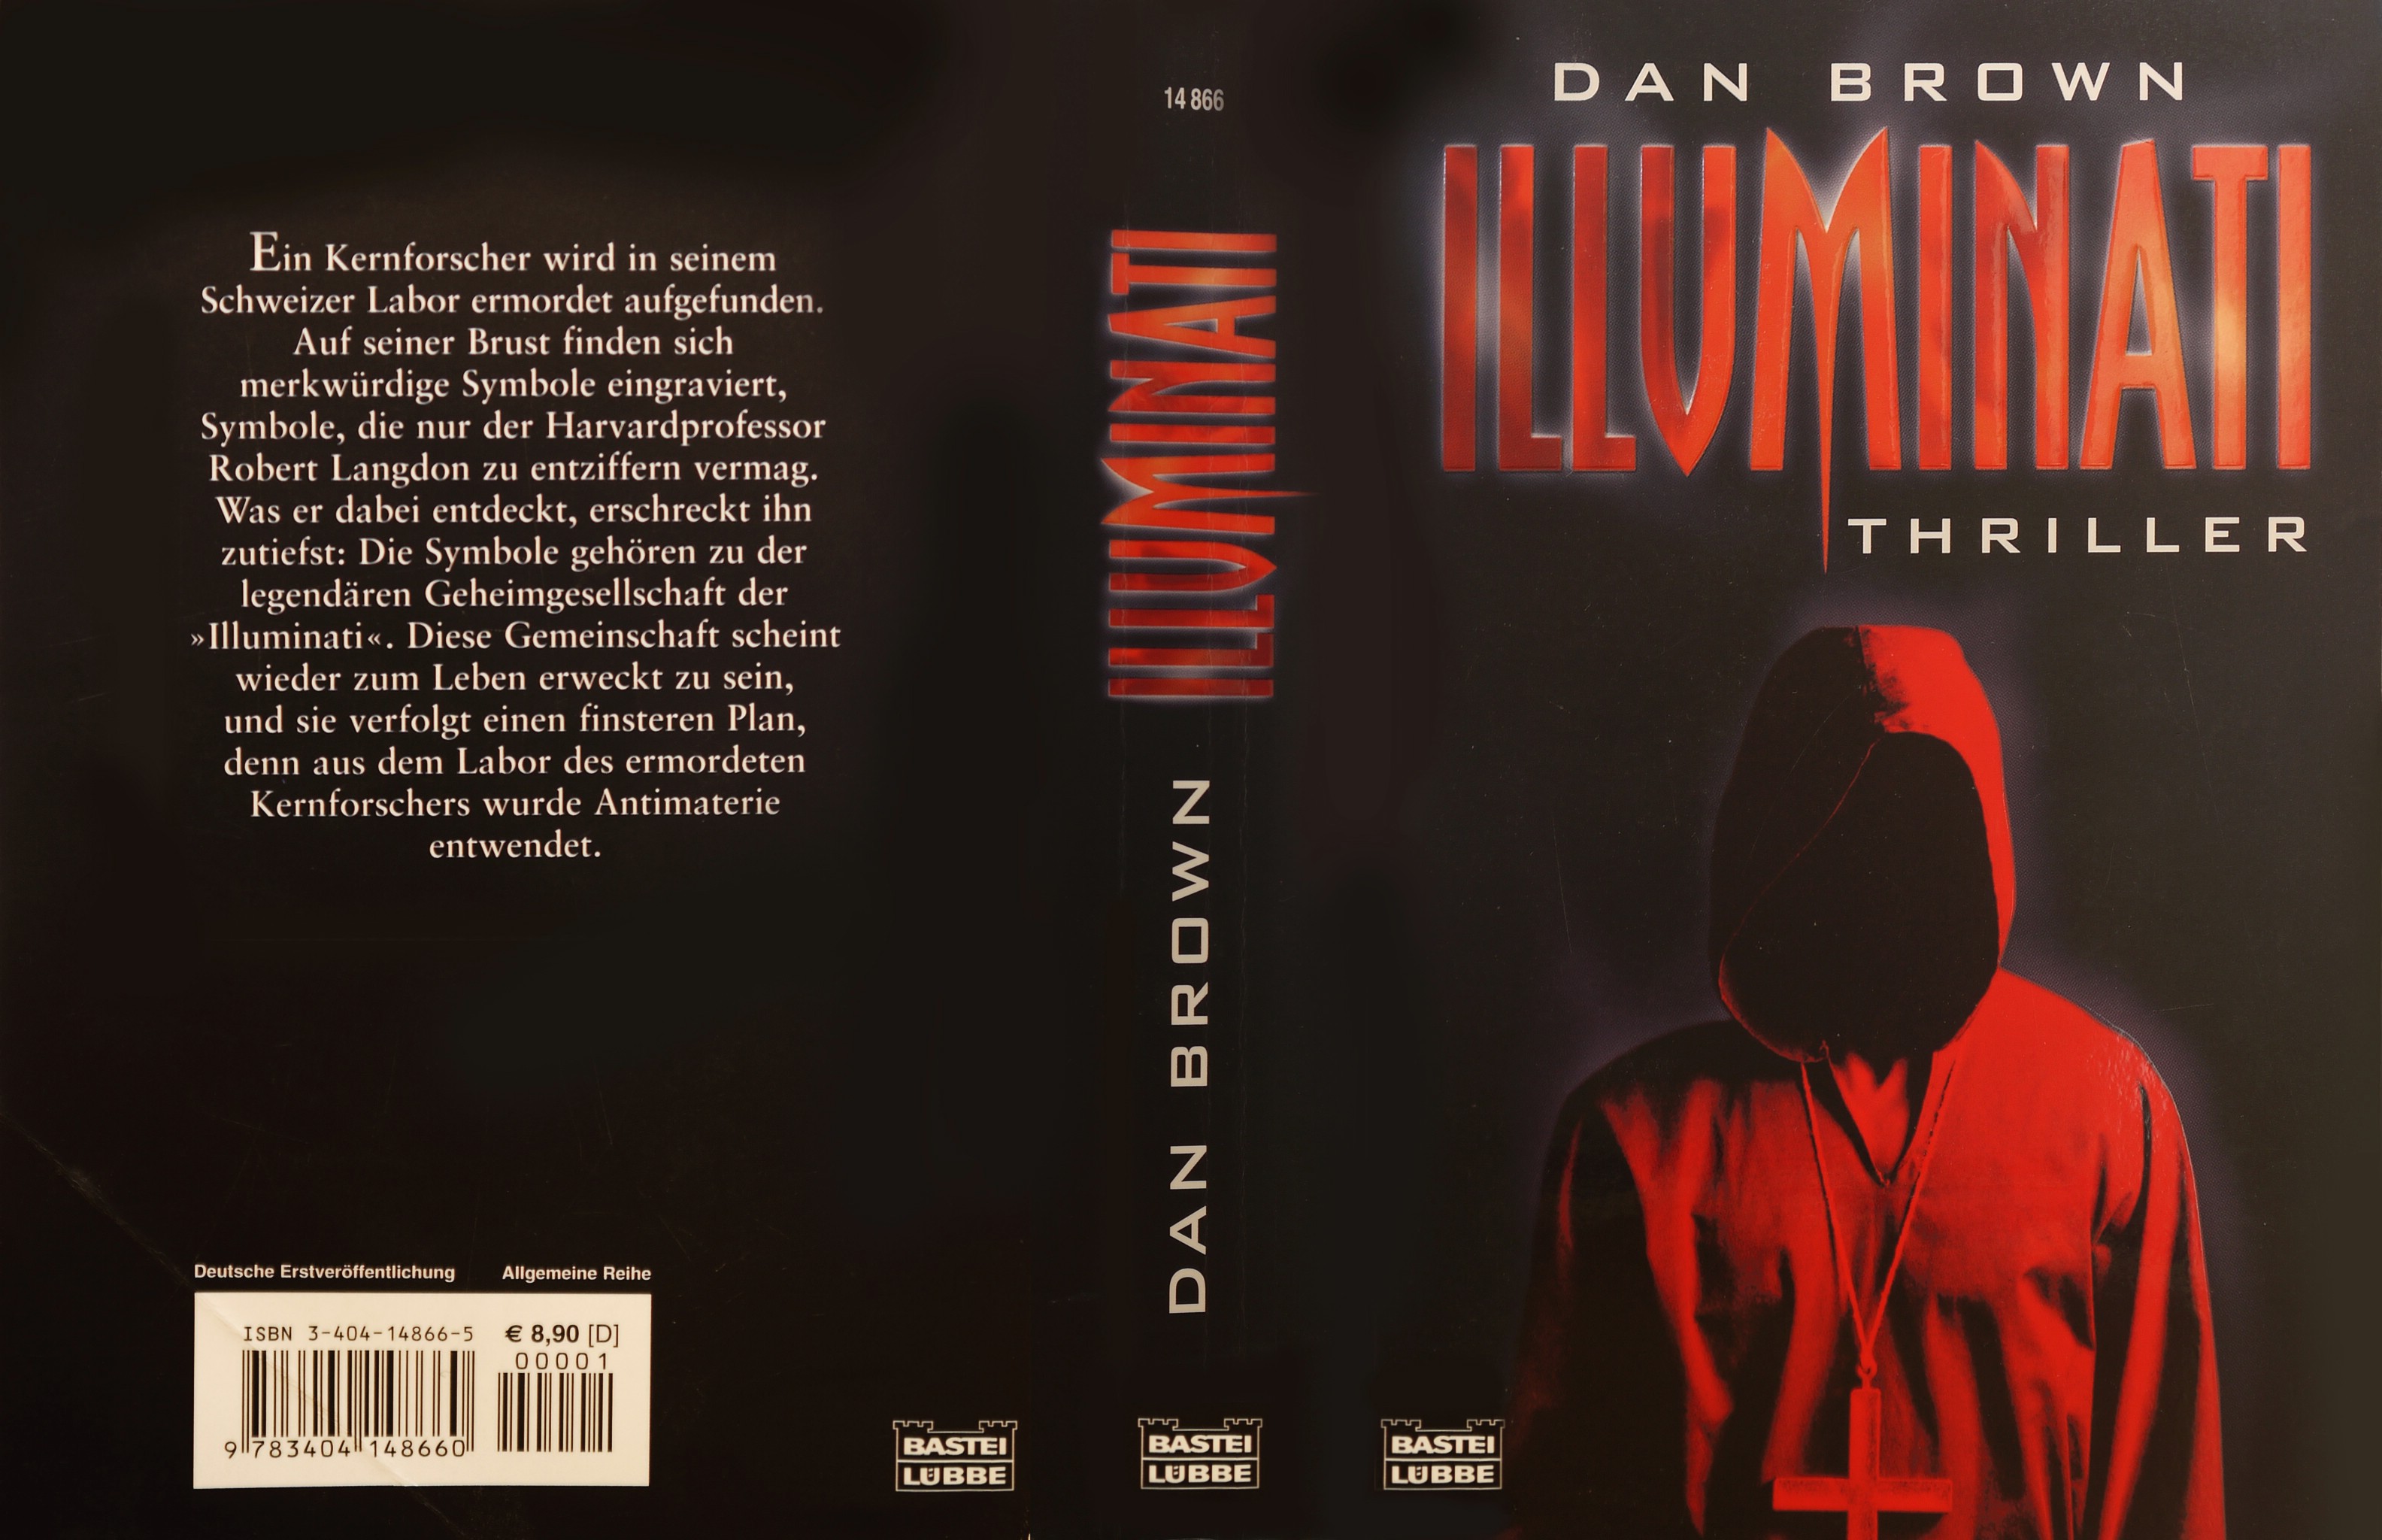 Ein Kernforscher wird in seinem
Schweizer Labor ermordet aufgefunden.
Auf seiner Brust finden sich
merkwürdige Symbole eingraviert,
Symbole, die nur der Harvardprofessor
Robert Langdon zu entziffern vermag.
Was er dabei entdeckt, erschreckt ihn
zutiefst: Die Symbole gehören zu der
legendären Geheimgesellschaft der
»Illuminati«. Diese Gemeinschaft scheint
wieder zum Leben erweckt zu sein,
und sie verfolgt einen finsteren Plan,
denn aus dem Labor des ermordeten
Kernforschers wurde Antimaterie
entwendet.
Deutsche Erstveröffentlichung
Allgemeine Reihe
ISBN 3-404-14866-5
€ 8,90 [D]
00001
9 783404 148660
BASTEI
LÜBBE
14 866
DAN BROWN
ILLUMINATI
BASTEI
LÜBBE
DAN BROWN
ILLUMINATI
THRILLER
BASTEI
LÜBBE